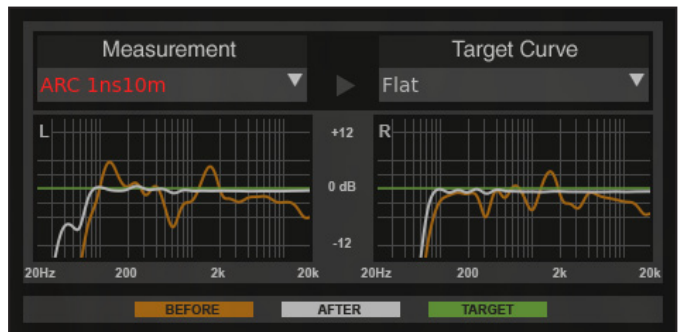 Measurement
Target Curve
ARC 1ns10m
Flat
L
+12
R
0 dB
-12
20Hz 200 2k 20k
20Hz 200 2k 20k
BEFORE AFTER TARGET